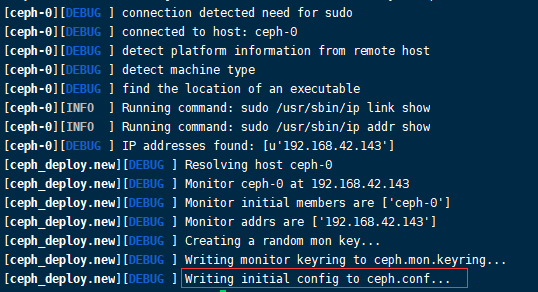 [ceph-0][DEBUG ] connection detected need for sudo
[ceph-0][DEBUG ] connected to host: ceph-0
[ceph-0][DEBUG ] detect platform information from remote host
[ceph-0][DEBUG ] detect machine type
[ceph-0][DEBUG ] find the location of an executable
[ceph-0][INFO  ] Running command: sudo /usr/sbin/ip link show
[ceph-0][INFO  ] Running command: sudo /usr/sbin/ip addr show
[ceph-0][DEBUG ] IP addresses found: [u'192.168.42.143']
[ceph_deploy.new][DEBUG ] Resolving host ceph-0
[ceph_deploy.new][DEBUG ] Monitor ceph-0 at 192.168.42.143
[ceph_deploy.new][DEBUG ] Monitor initial members are ['ceph-0']
[ceph_deploy.new][DEBUG ] Monitor addrs are ['192.168.42.143']
[ceph_deploy.new][DEBUG ] Creating a random mon key...
[ceph_deploy.new][DEBUG ] Writing monitor keyring to ceph.mon.keyring...
[ceph_deploy.new][DEBUG ] Writing initial config to ceph.conf...